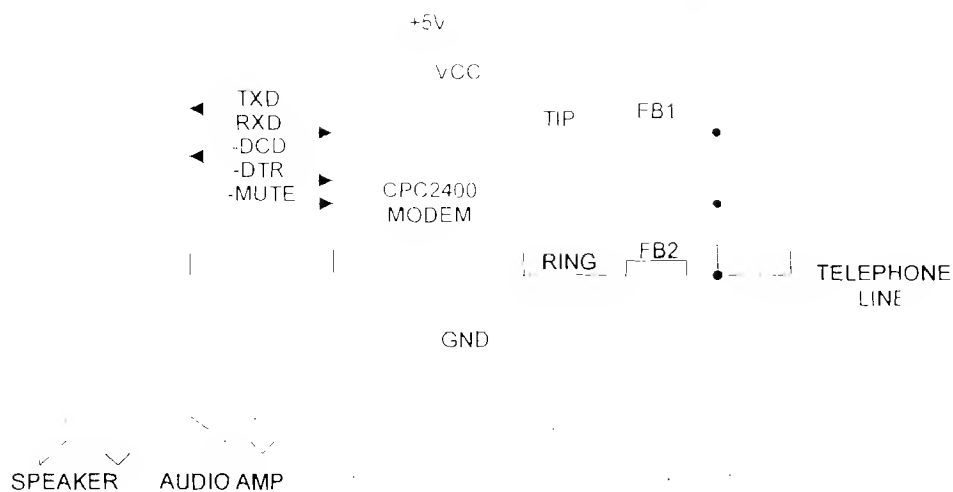 +5V
VCC
TXD
RXD
-DCD
-DTR
-MUTE
TIP
FB1
CPC2400
MODEM
RING
FB2
TELEPHONE
LINE
GND
SPEAKER
AUDIO AMP